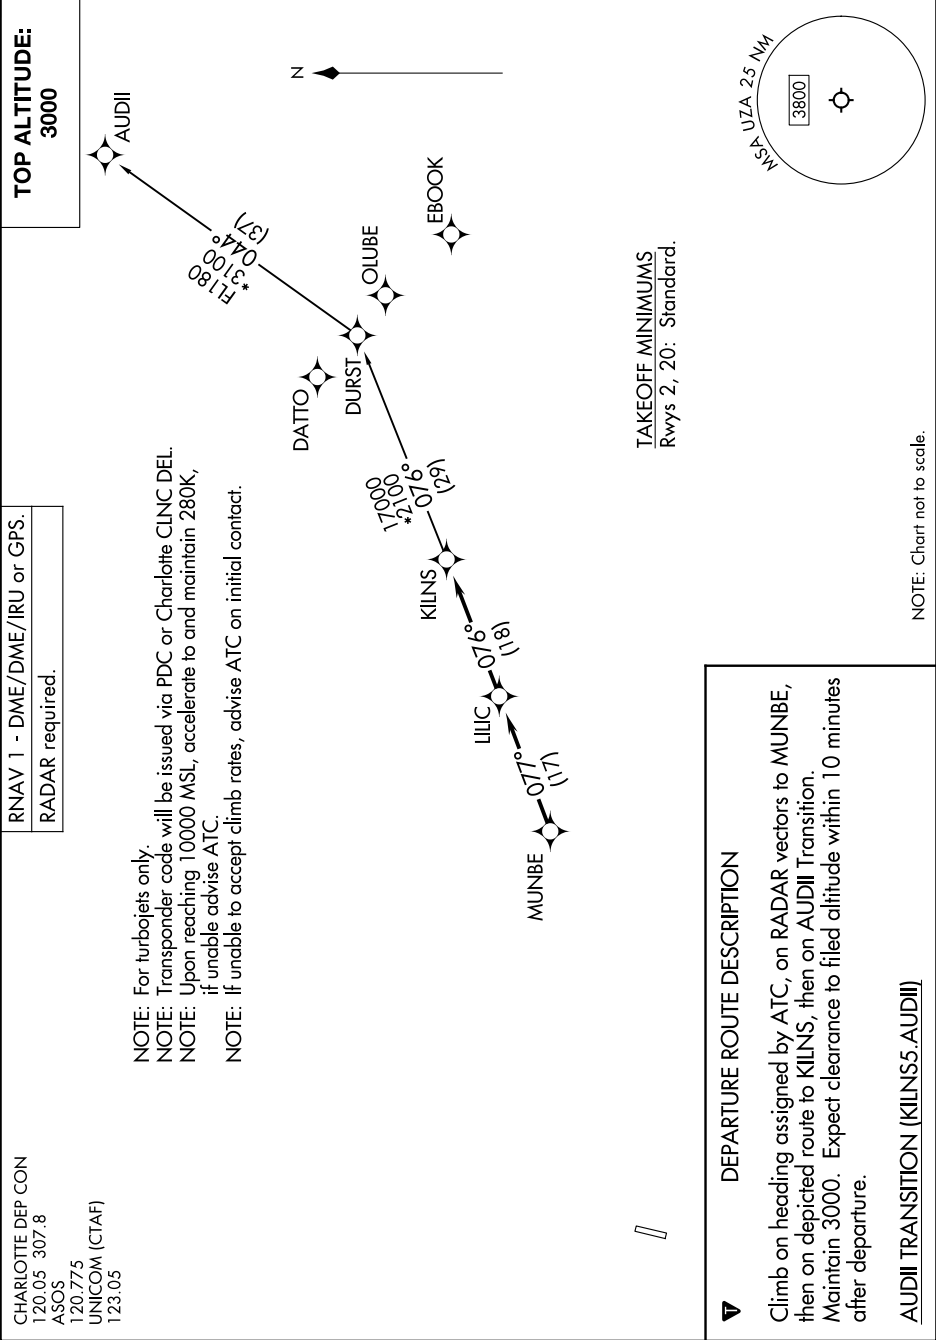 CHARLOTTE DEP CON
120.05 307.8
ASOS
120.775
UNICOM (CTAF)
123.05
RNAV 1 - DME/DME/IRU or GPS.
RADAR required.
TOP ALTITUDE:
3000
NOTE: For turbojets only.
NOTE: Transponder code will be issued via PDC or Charlotte CLNC DEL.
NOTE: Upon reaching 10000 MSL, accelerate to and maintain 280K,
if unable advise ATC.
NOTE: If unable to accept climb rates, advise ATC on initial contact.
AUDII
FL180
*3100
044°
(37)
N
DATTO
DURST
OLUBE
EBOOK
17000
*2100
076°
(29)
KILNS
076°
(18)
LILIC
077°
(17)
MUNBE
TAKEOFF MINIMUMS
Rwys 2, 20: Standard.
MSA UZA 25 NM
3800
NOTE: Chart not to scale.
T
DEPARTURE ROUTE DESCRIPTION
Climb on heading assigned by ATC, on RADAR vectors to MUNBE,
then on depicted route to KILNS, then on AUDII Transition.
Maintain 3000. Expect clearance to filed altitude within 10 minutes
after departure.
AUDII TRANSITION (KILNS5.AUDII)